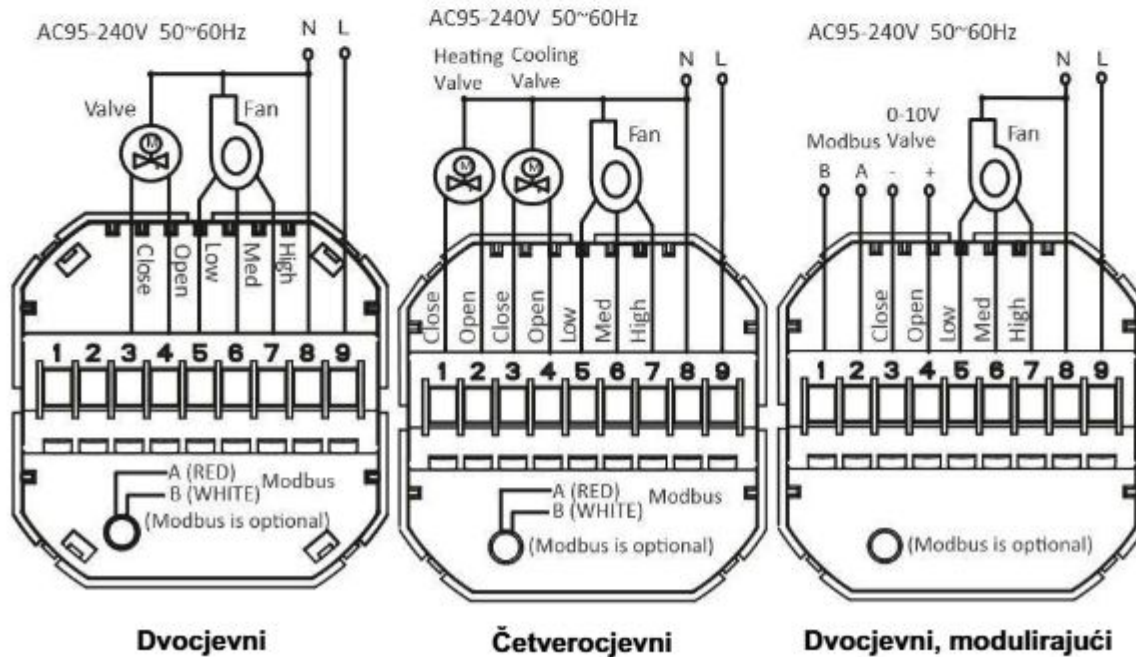 AC95-240V 50~60Hz
N L
Valve
Fan
Close
Open
Low
Med
High
1 2 3 4 5 6 7 8 9
A (RED)
B (WHITE)
Modbus
(Modbus is optional)
Dvocjevni
AC95-240V 50~60Hz
Heating Cooling
Valve Valve
N L
Fan
Close
Open
Close
Open
Low
Med
High
1 2 3 4 5 6 7 8 9
A (RED)
B (WHITE)
Modbus
(Modbus is optional)
Četverocjevni
AC95-240V 50~60Hz
N L
0-10V
Modbus Valve
Fan
B A - +
Close
Open
Low
Med
High
1 2 3 4 5 6 7 8 9
(Modbus is optional)
Dvocjevni, modulirajući